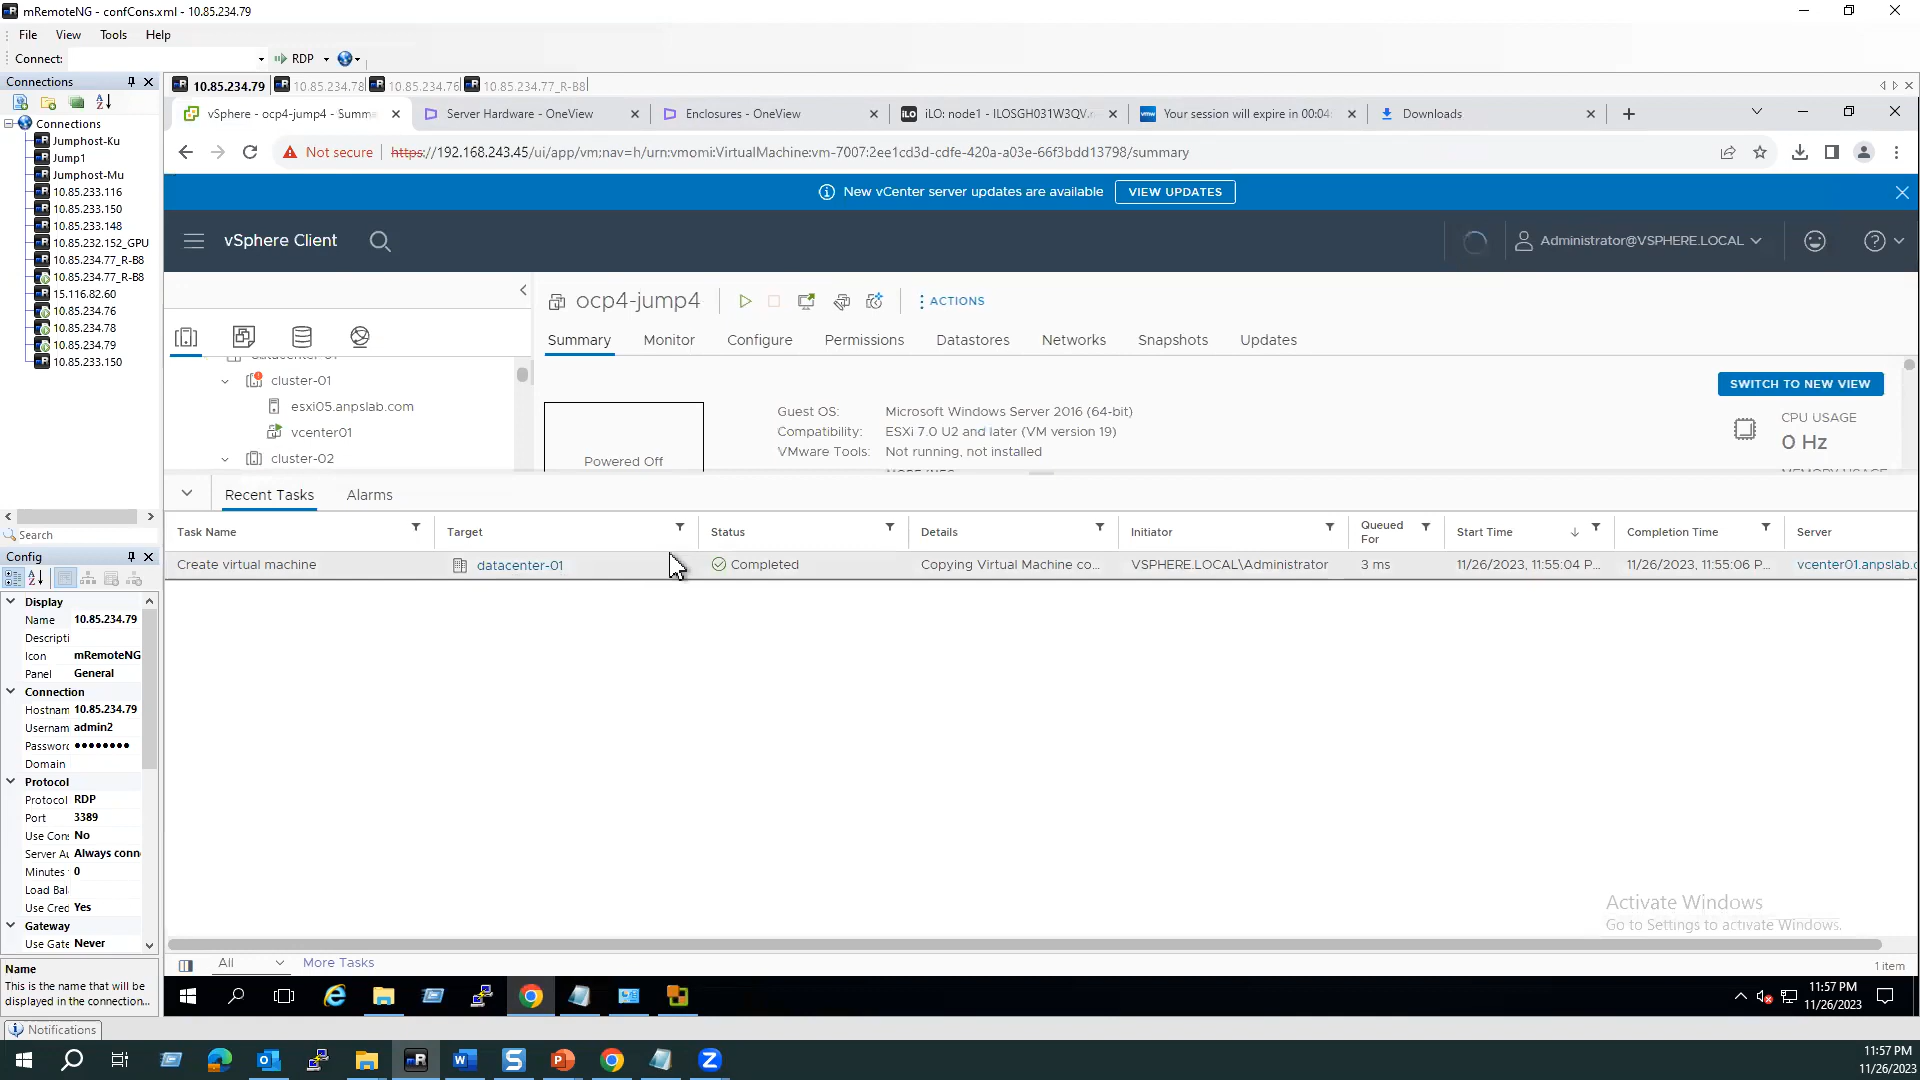 mRemoteNG - confCons.xml - 10.85.234.79
File View Tools Help
Connect: RDP
Connections
Connections
Jumphost-Ku
Jump1
Jumphost-Mu
10.85.233.116
10.85.233.150
10.85.233.148
10.85.232.152_GPU
10.85.234.77_R-B8
10.85.234.77_R-B8
15.116.82.60
10.85.234.76
10.85.234.78
10.85.234.79
10.85.233.150
Search
Config
Display
Name 10.85.234.79
Descripti
Icon mRemoteNG
Panel General
Connection
Hostnam 10.85.234.79
Usernam admin2
Passworc ●●●●●●●●
Domain
Protocol
Protocol RDP
Port 3389
Use Con: No
Server Au Always conn
Minutes 0
Load Bal
Use Cred Yes
Gateway
Use Gate Never
Name
This is the name that will be
displayed in the connection...
Notifications
10.85.234.79 10.85.234.78 10.85.234.76 10.85.234.77_R-B8
vSphere - ocp4-jump4 - Summa Server Hardware - OneView Enclosures - OneView iLO: node1 - ILOSGH031W3QV.r Your session will expire in 00:04: Downloads
Not secure https://192.168.243.45/ui/app/vm;nav=h/urn:vmomi:VirtualMachine:vm-7007:2ee1cd3d-cdfe-420a-a03e-66f3bdd13798/summary
New vCenter server updates are available VIEW UPDATES
vSphere Client Administrator@VSPHERE.LOCAL
ocp4-jump4 ACTIONS
Summary Monitor Configure Permissions Datastores Networks Snapshots Updates
datacenter-01
cluster-01
esxi05.anpslab.com
vcenter01
cluster-02
Powered Off
Guest OS: Microsoft Windows Server 2016 (64-bit)
Compatibility: ESXi 7.0 U2 and later (VM version 19)
VMware Tools: Not running, not installed
SWITCH TO NEW VIEW
CPU USAGE
0 Hz
Recent Tasks Alarms
Task Name Target Status Details Initiator Queued For Start Time Completion Time Server
Create virtual machine datacenter-01 Completed Copying Virtual Machine co... VSPHERE.LOCAL\Administrator 3 ms 11/26/2023, 11:55:04 P... 11/26/2023, 11:55:06 P... vcenter01.anpslab.c
Activate Windows
Go to Settings to activate Windows.
All More Tasks 1 item
11:57 PM
11/26/2023
11:57 PM
11/26/2023